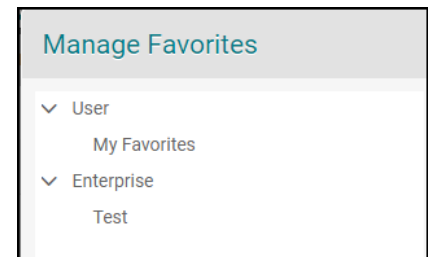 Manage Favorites
User
My Favorites
Enterprise
Test